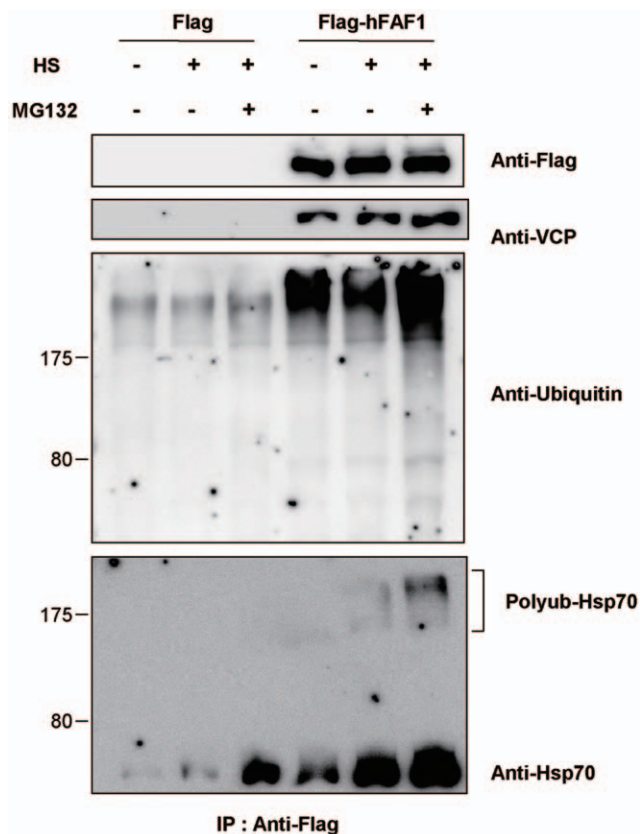 Flag Flag-hFAF1
HS - + + - + +
MG132 - - + - - +
Anti-Flag
Anti-VCP
175
Anti-Ubiquitin
80
Polyub-Hsp70
175
80
Anti-Hsp70
IP : Anti-Flag